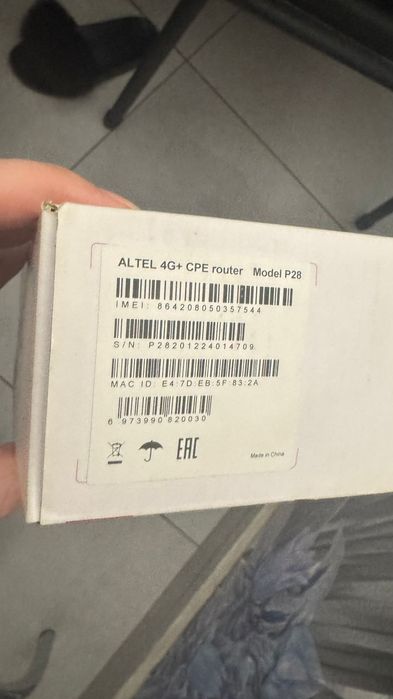 ALTEL 4G+ CPE router Model P28
IMEI: 864208050357544
S/N: P28201224014709
MAC ID: E4:7D:EB:5F:83:2A
6 973990 820030
EAC
Made in China